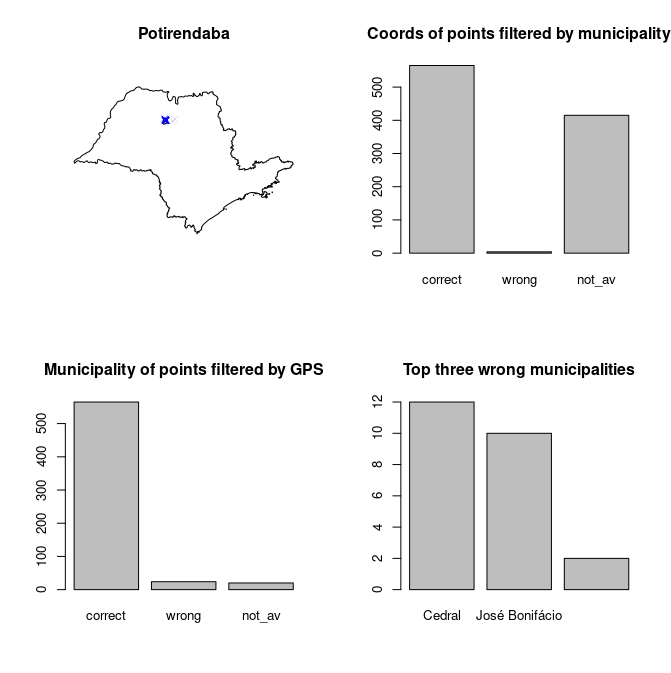 Potirendaba
Coords of points filtered by municipality
0 100 200 300 400 500
correct wrong not_av
Municipality of points filtered by GPS
0 100 200 300 400 500
correct wrong not_av
Top three wrong municipalities
0 2 4 6 8 10 12
Cedral José Bonifácio